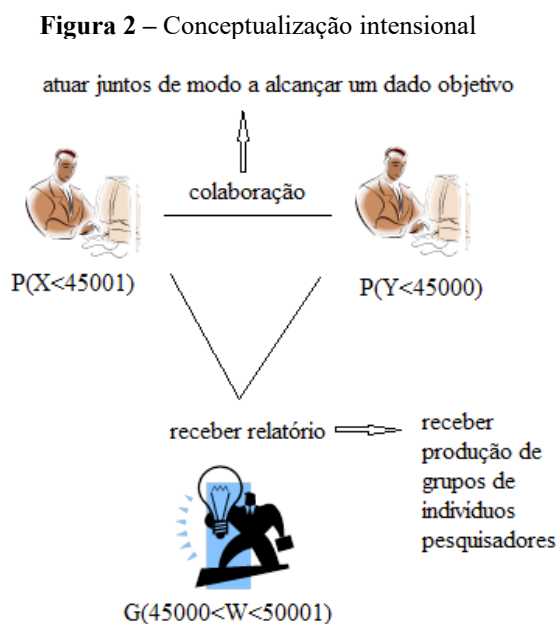 Figura 2 – Conceptualização intensional
atuar juntos de modo a alcançar um dado objetivo
colaboração
P(X<45001)
P(Y<45000)
receber relatório
receber
produção de
grupos de
indivíduos
pesquisadores
G(45000<W<50001)